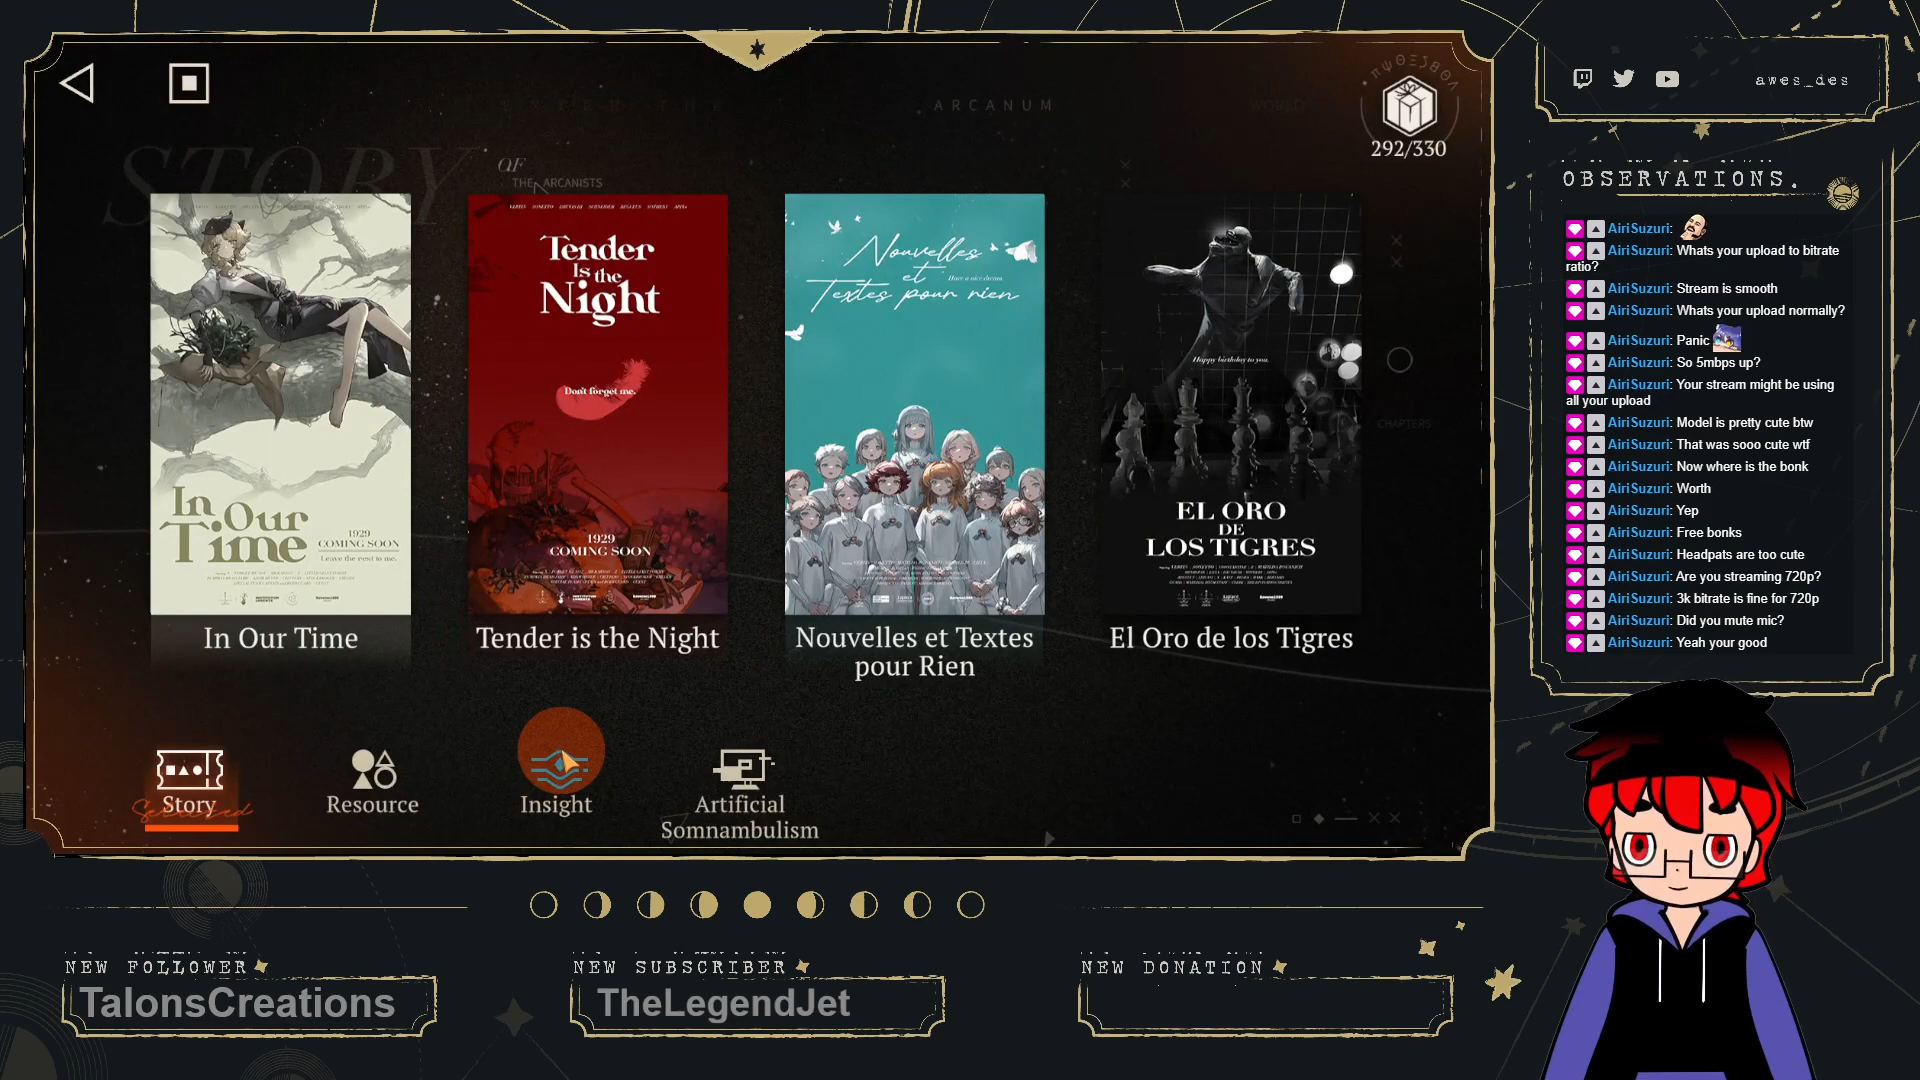 ARCANUM
WORLD
292/330
STORY
OF
THE ARCANISTS
In Our
Time
1929
COMING SOON
Leave the rest to me.
In Our Time
Tender
Is the
Night
Don't forget me.
1929
COMING SOON
Tender is the Night
Nouvelles
et
Have a nice dream.
Textes pour rien
Nouvelles et Textes
pour Rien
Happy birthday to you.
EL ORO
DE
LOS TIGRES
El Oro de los Tigres
CHAPTERS
Story
Resource
Insight
Artificial
Somnambulism
awes_des
OBSERVATIONS.
AiriSuzuri:
AiriSuzuri: Whats your upload to bitrate
ratio?
AiriSuzuri: Stream is smooth
AiriSuzuri: Whats your upload normally?
AiriSuzuri: Panic
AiriSuzuri: So 5mbps up?
AiriSuzuri: Your stream might be using
all your upload
AiriSuzuri: Model is pretty cute btw
AiriSuzuri: That was sooo cute wtf
AiriSuzuri: Now where is the bonk
AiriSuzuri: Worth
AiriSuzuri: Yep
AiriSuzuri: Free bonks
AiriSuzuri: Headpats are too cute
AiriSuzuri: Are you streaming 720p?
AiriSuzuri: 3k bitrate is fine for 720p
AiriSuzuri: Did you mute mic?
AiriSuzuri: Yeah your good
NEW FOLLOWER
TalonsCreations
NEW SUBSCRIBER
TheLegendJet
NEW DONATION